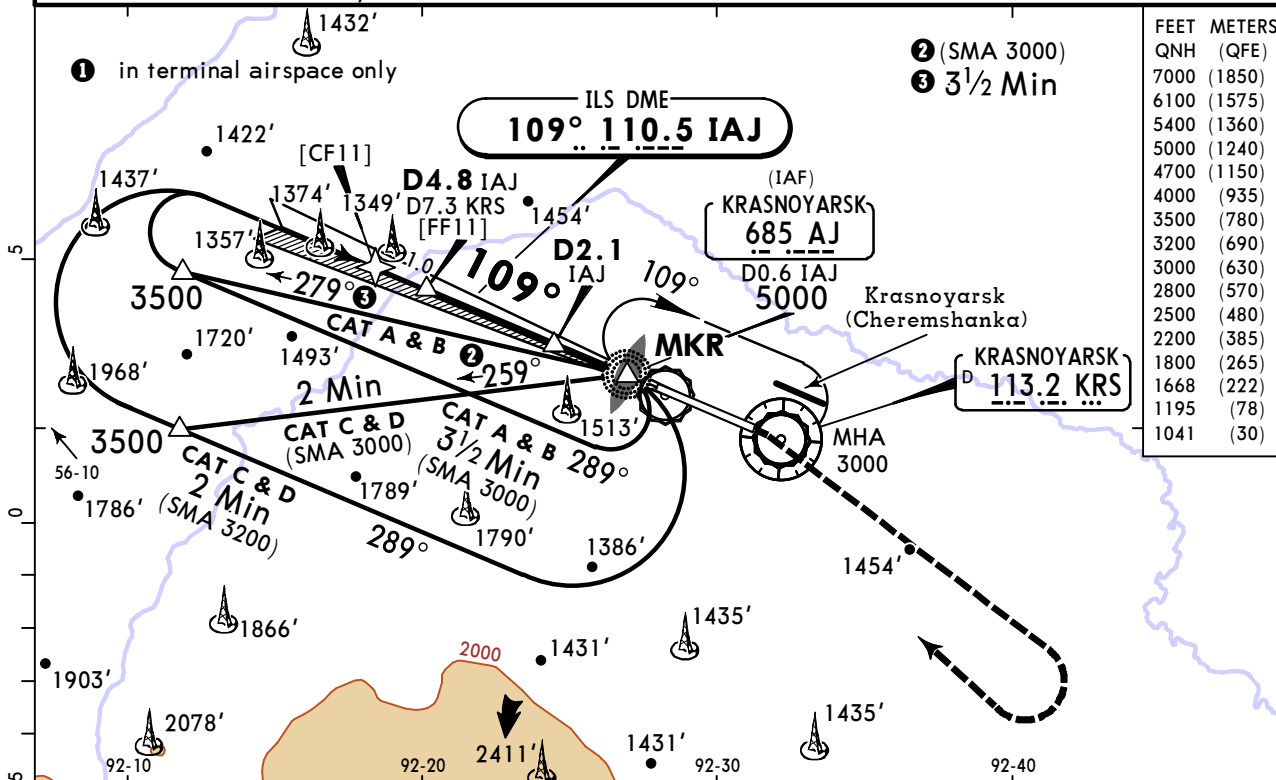 1432'
❶ in terminal airspace only
❷ (SMA 3000)
❸ 3½ Min
FEET METERS
QNH (QFE)
7000 (1850)
6100 (1575)
5400 (1360)
5000 (1240)
4700 (1150)
4000 (935)
3500 (780)
3200 (690)
3000 (630)
2800 (570)
2500 (480)
2200 (385)
1800 (265)
1668 (222)
1195 (78)
1041 (30)
ILS DME
109° 110.5 IAJ
1422'
[CF11]
1437'
1374'
1349'
D4.8 IAJ
D7.3 KRS
[FF11]
1454'
1357'
-1.0
109°
D2.1
IAJ
(IAF)
KRASNOYARSK
685 AJ
D0.6 IAJ
5000
109°
Krasnoyarsk
(Cheremshanka)
KRASNOYARSK
D 113.2 KRS
MKR
5
3500
279° ❸
CAT A & B ❷
1720'
1493'
259°
1968'
2 Min
CAT C & D
(SMA 3000)
3500
CAT A & B
3½ Min
(SMA 3000)
289°
1513'
MHA
3000
56-10
CAT C & D
2 Min
(SMA 3200)
1789'
1786'
1790'
289°
0
1386'
1454'
1866'
1435'
1431'
2000
1903'
2078'
1435'
2411'
1431'
5
92-10
92-20
92-30
92-40